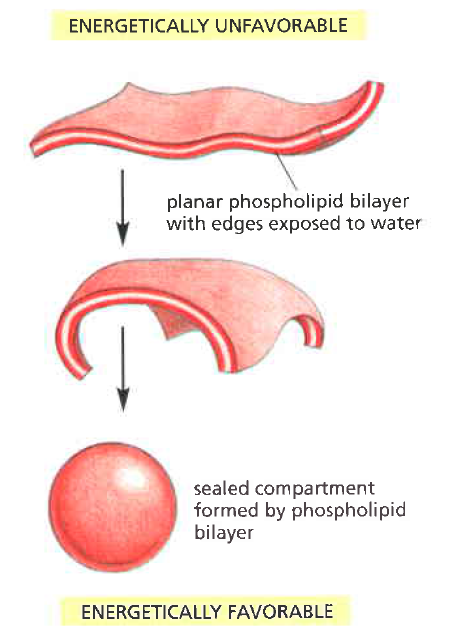 ENERGETICALLY UNFAVORABLE
planar phospholipid bilayer
with edges exposed to water
sealed compartment
formed by phospholipid
bilayer
ENERGETICALLY FAVORABLE